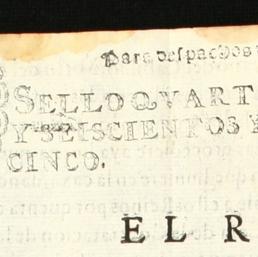 Para despachos
SELLO QVART
Y SEISCIENTOS Y
CINCO.
EL R